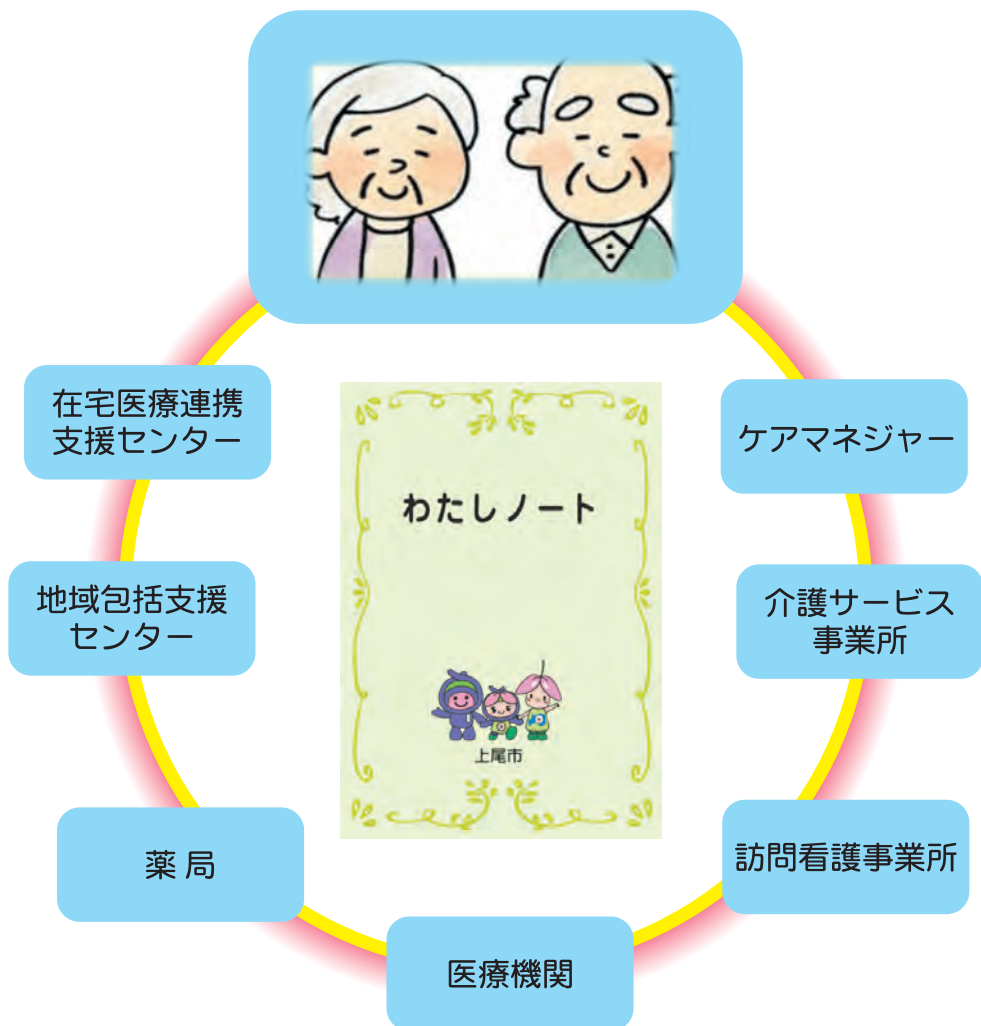 在宅医療連携
支援センター
ケアマネジャー
わたしノート
地域包括支援
センター
介護サービス
事業所
上尾市
薬局
訪問看護事業所
医療機関